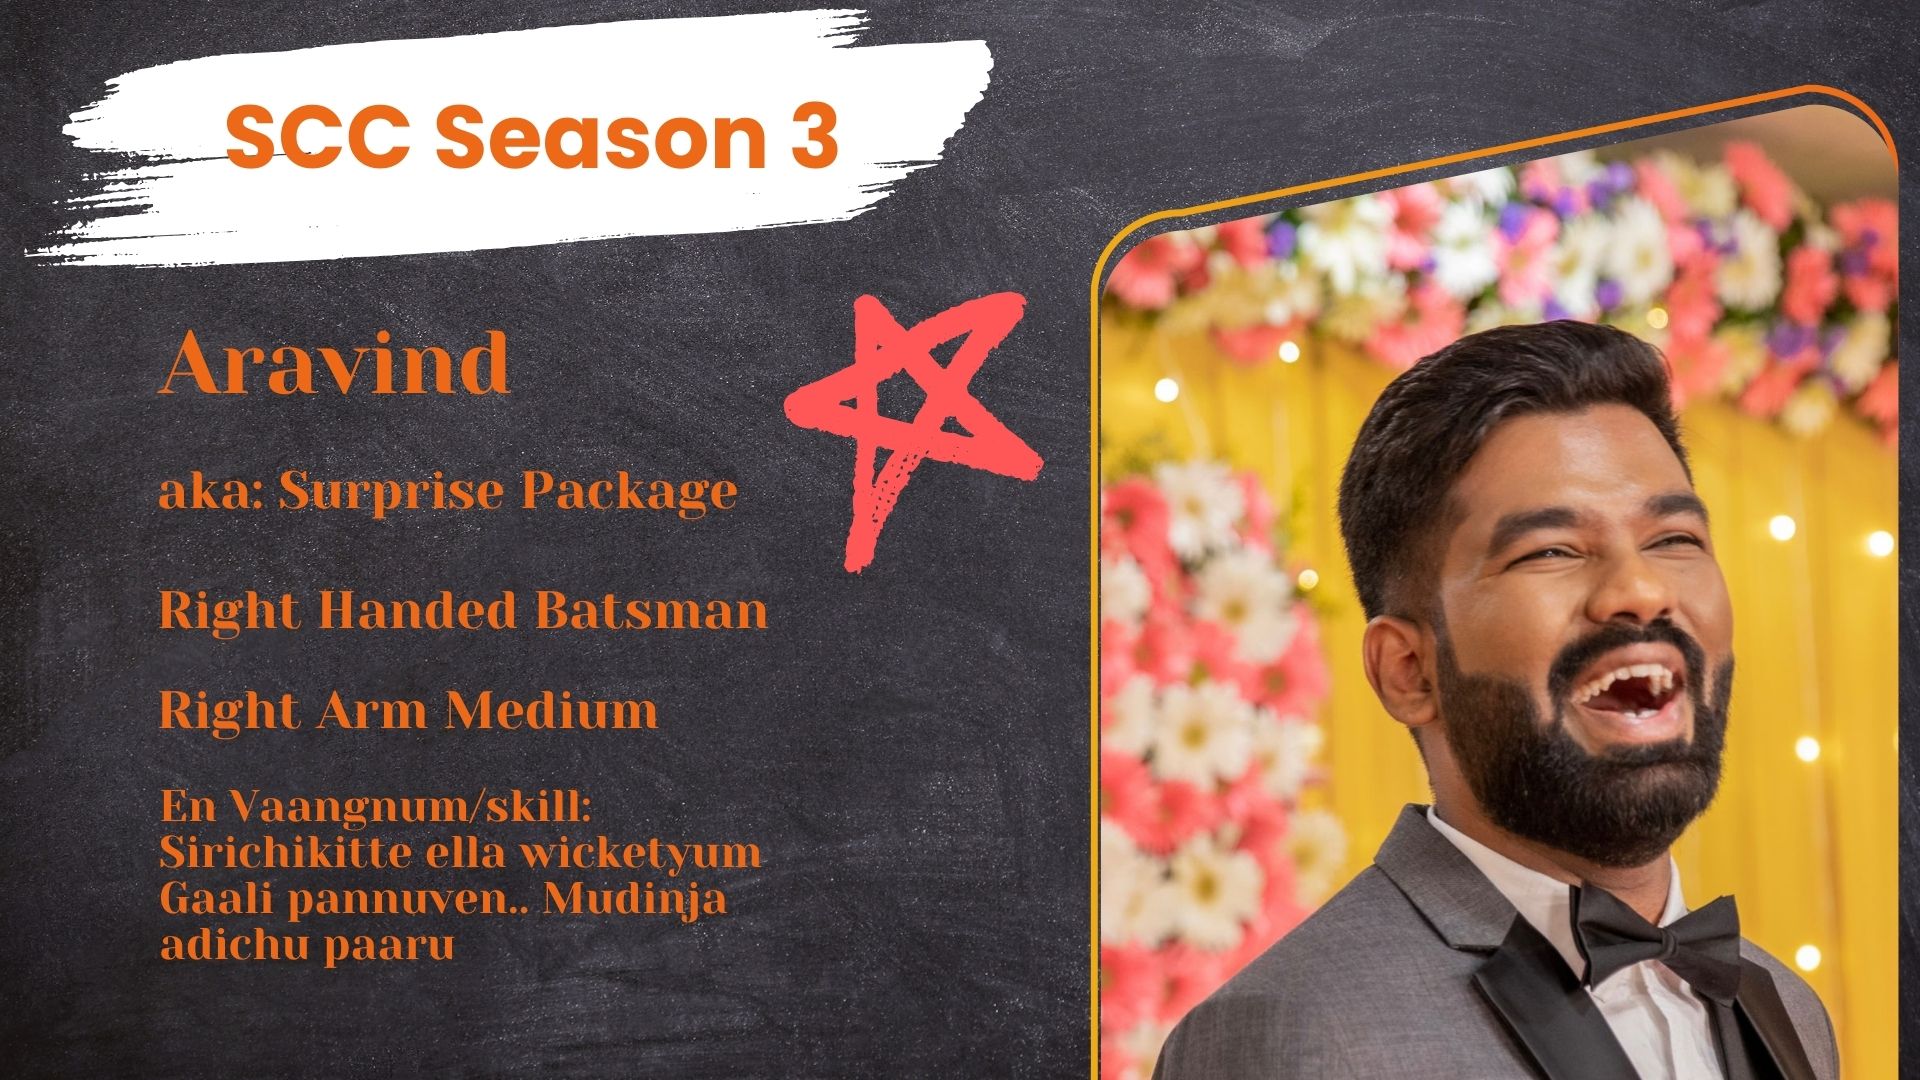 SCC Season 3
Aravind
aka: Surprise Package
Right Handed Batsman
Right Arm Medium
En Vaangnum/skill:
Sirichikitte ella wicketyum
Gaali pannuven.. Mudinja
adichu paaru